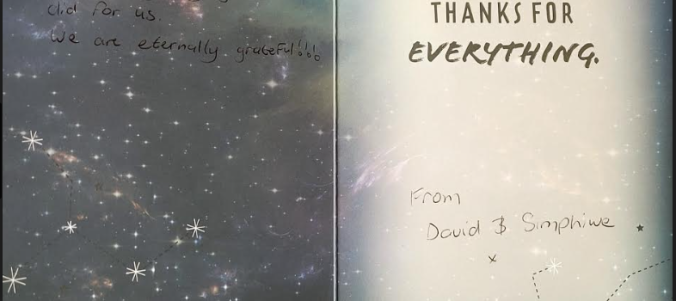 did for us.
We are eternally grateful!!!
THANKS FOR
EVERYTHING.
From
David & Simphiwe
x